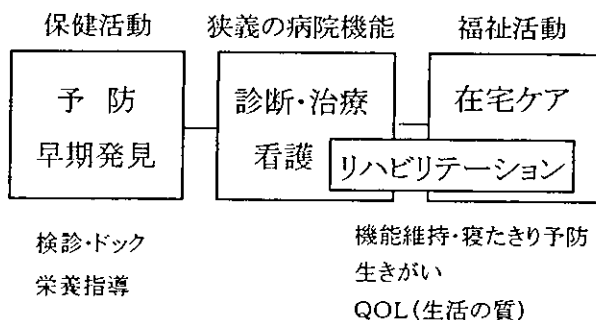 保健活動
狭義の病院機能
福祉活動
予防
早期発見
診断・治療
看護
在宅ケア
リハビリテーション
検診・ドック
栄養指導
機能維持・寝たきり予防
生きがい
QOL(生活の質)